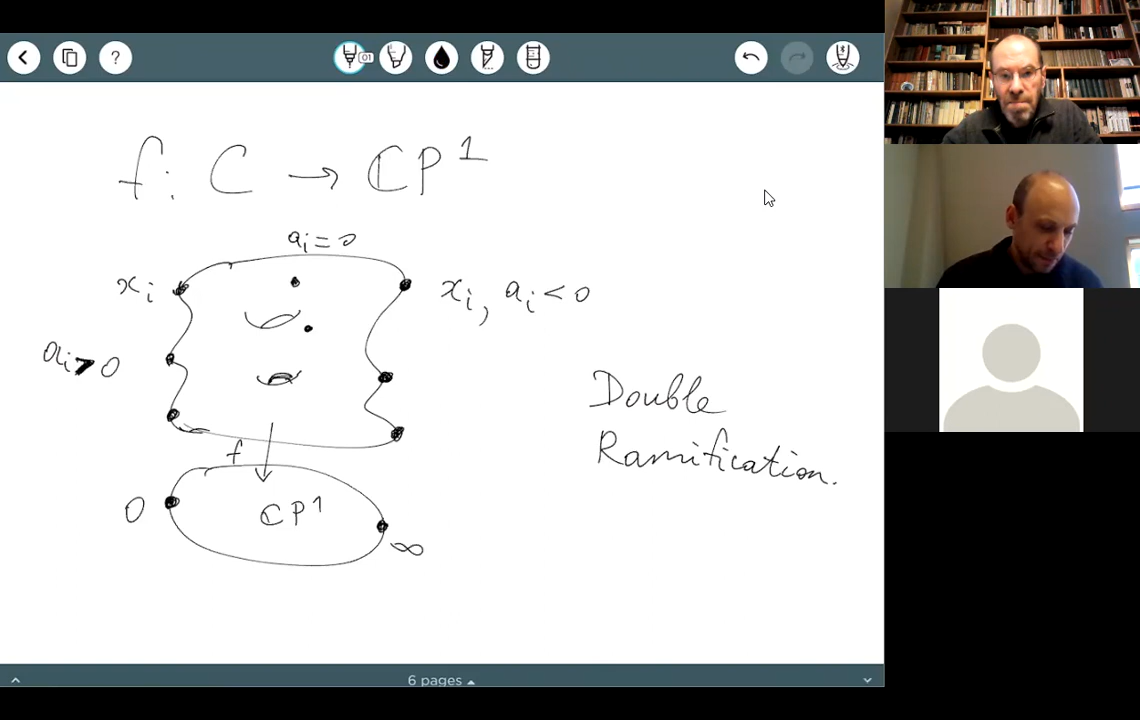 f: C → ℂP¹
aᵢ = 0
xᵢ
xᵢ, aᵢ < 0
aᵢ > 0
Double
Ramification.
f
0
ℂP¹
∞
6 pages